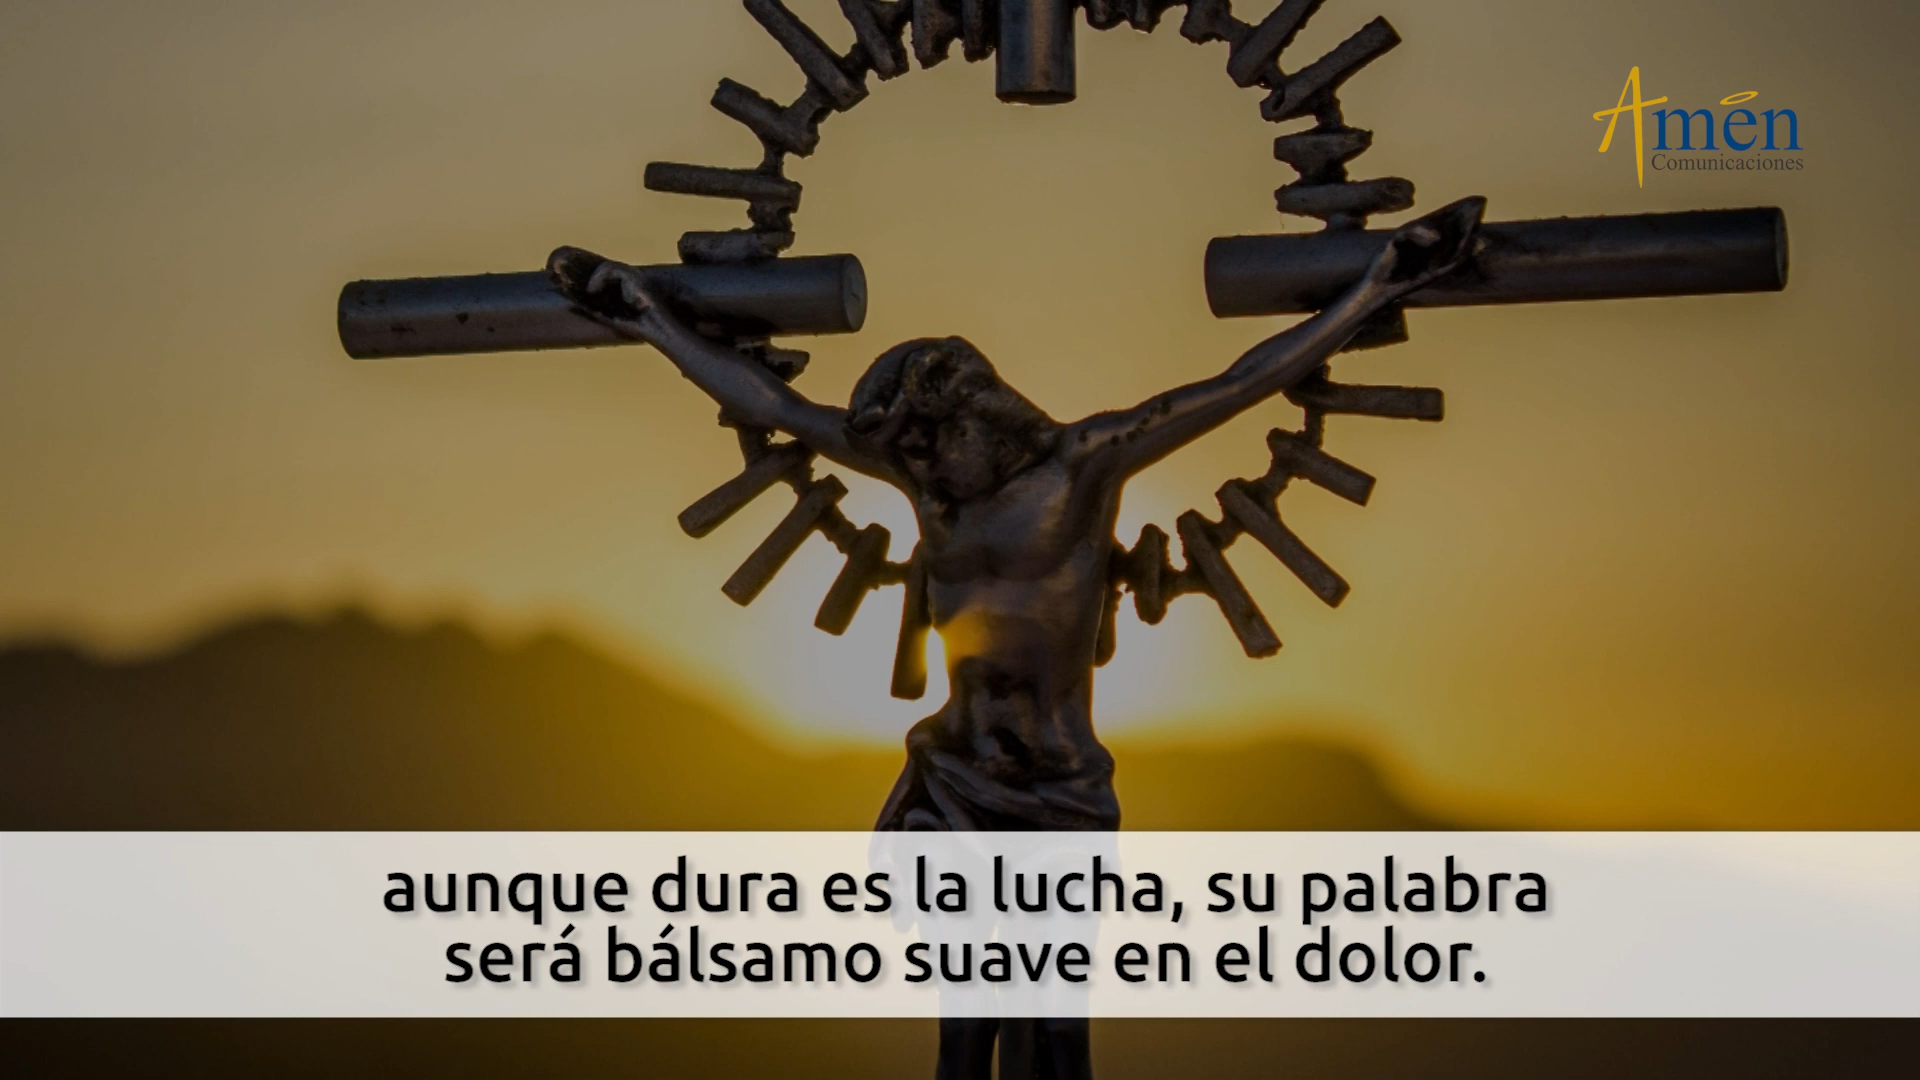 Amén
Comunicaciones
aunque dura es la lucha, su palabra
será bálsamo suave en el dolor.